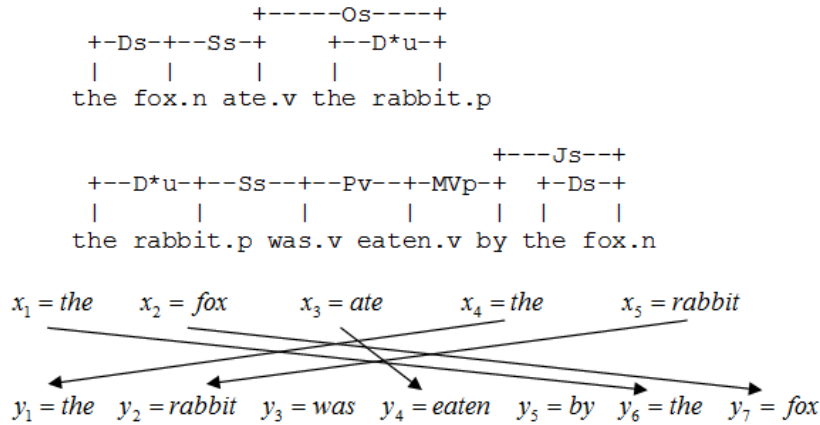 +-----Os----+
+-Ds-+--Ss-+ +--D*u-+
| | | | |
the fox.n ate.v the rabbit.p
+---Js--+
+--D*u-+--Ss--+--Pv--+-MVp-+ +-Ds-+
| | | | | | |
the rabbit.p was.v eaten.v by the fox.n
x₁ = the x₂ = fox x₃ = ate x₄ = the x₅ = rabbit
y₁ = the y₂ = rabbit y₃ = was y₄ = eaten y₅ = by y₆ = the y₇ = fox